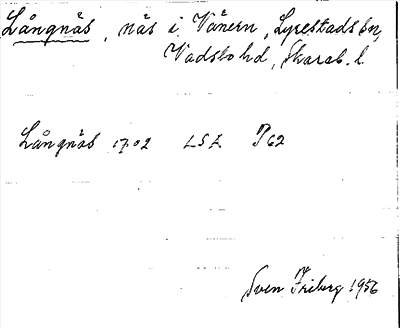 Långnäs, näs i Vänern, Lyrestads sn,
Vadsbo hd, Skarab. l.
Långnäs 1702 LSL P62
Sven Friberg 1956